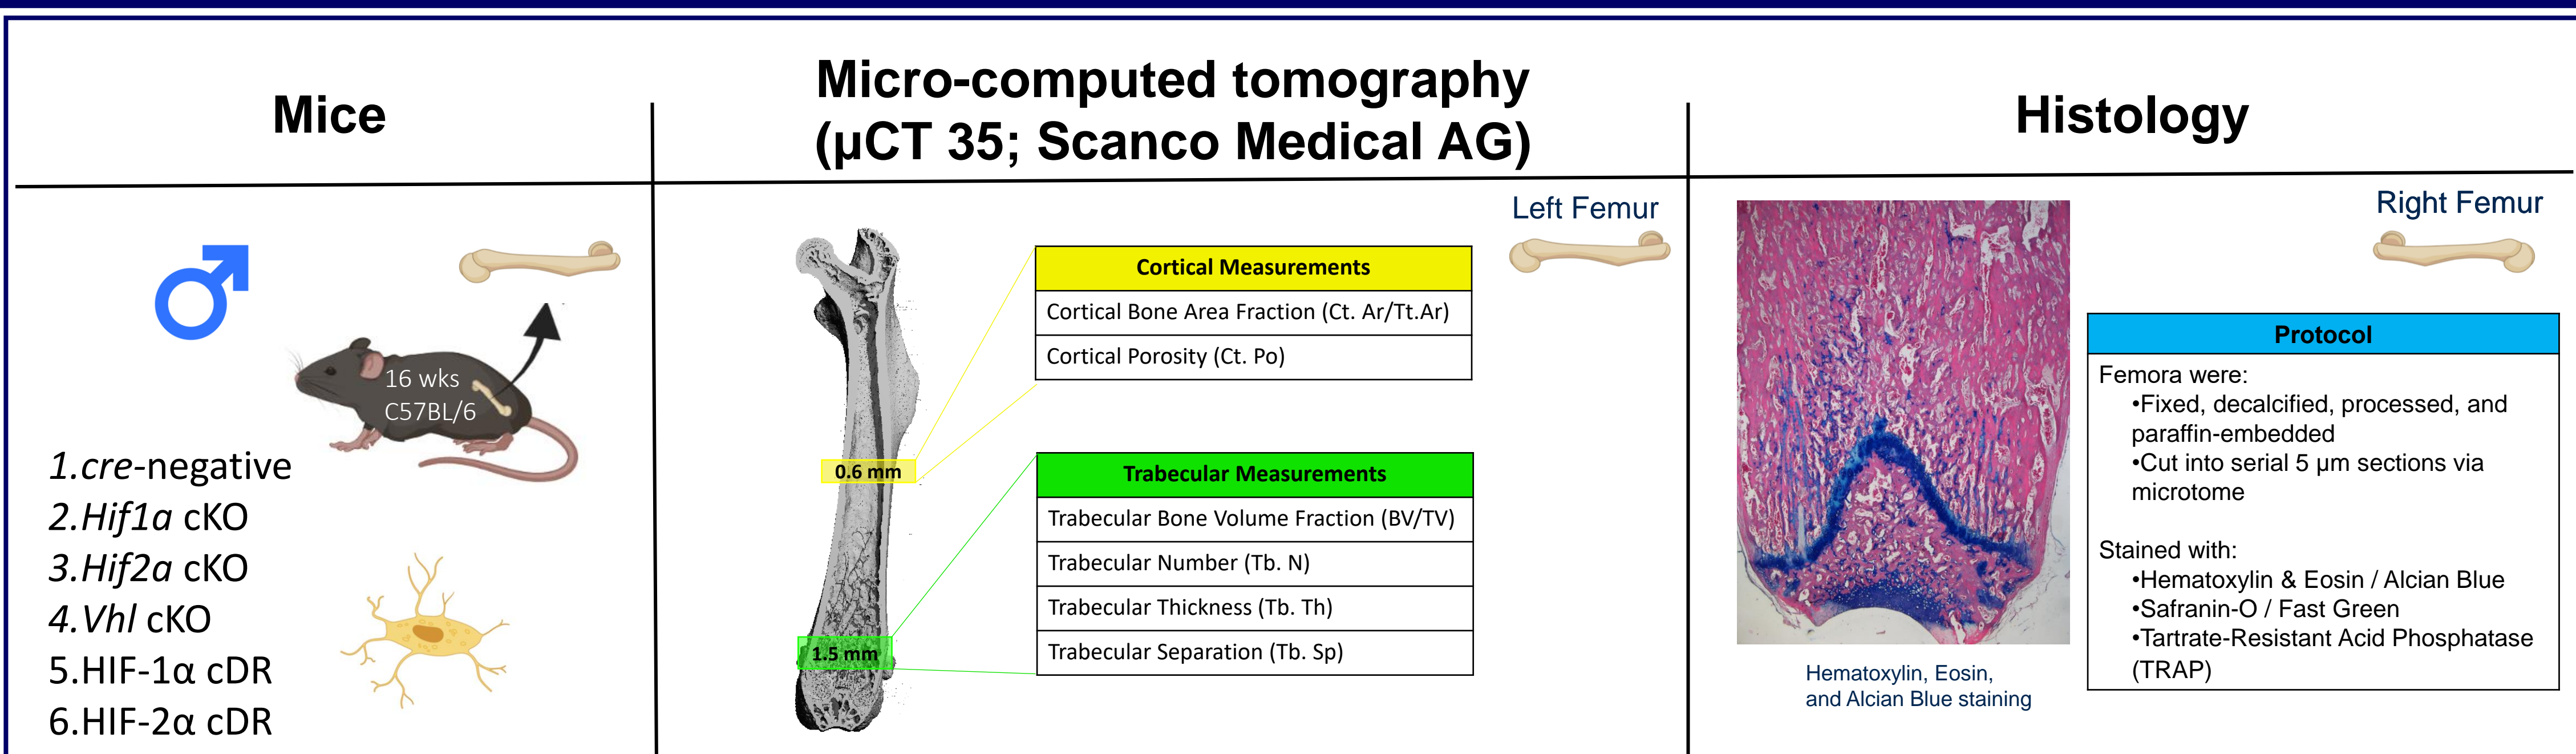 Mice
16 wks
C57BL/6
1.cre-negative
2.Hif1a cKO
3.Hif2a cKO
4.Vhl cKO
5.HIF-1α cDR
6.HIF-2α cDR
Micro-computed tomography
(µCT 35; Scanco Medical AG)
Left Femur
0.6 mm
1.5 mm
Cortical Measurements
Cortical Bone Area Fraction (Ct. Ar/Tt.Ar)
Cortical Porosity (Ct. Po)
Trabecular Measurements
Trabecular Bone Volume Fraction (BV/TV)
Trabecular Number (Tb. N)
Trabecular Thickness (Tb. Th)
Trabecular Separation (Tb. Sp)
Histology
Right Femur
Hematoxylin, Eosin,
and Alcian Blue staining
Protocol
Femora were:
•Fixed, decalcified, processed, and
paraffin-embedded
•Cut into serial 5 µm sections via
microtome
Stained with:
•Hematoxylin & Eosin / Alcian Blue
•Safranin-O / Fast Green
•Tartrate-Resistant Acid Phosphatase
(TRAP)